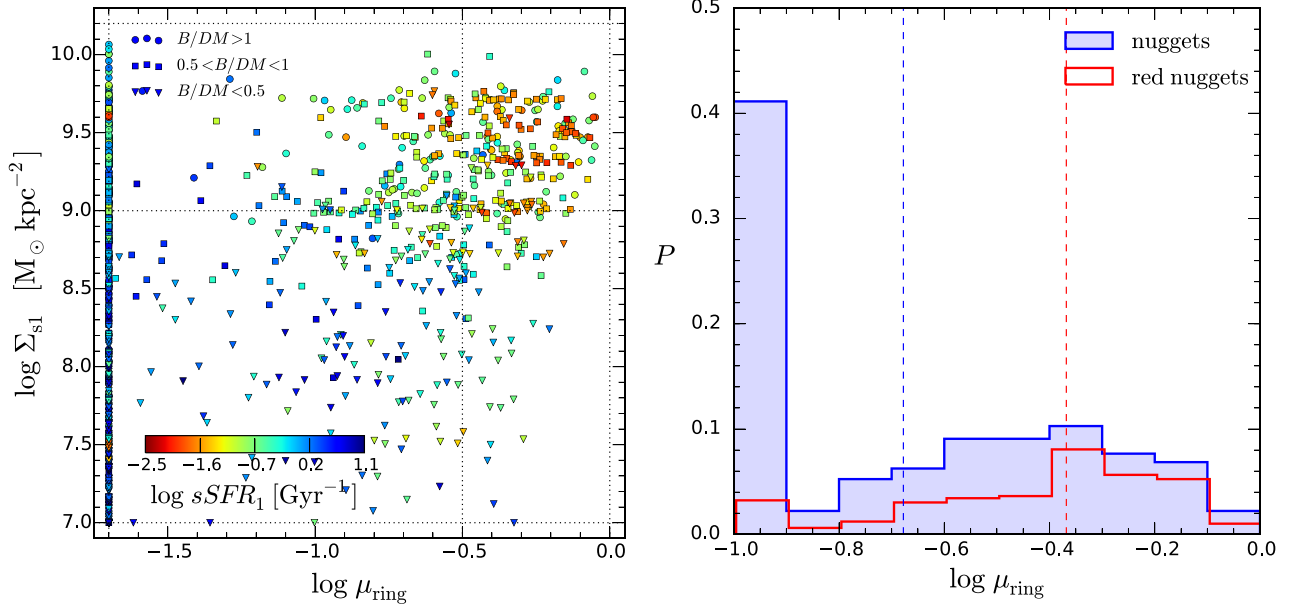 B/DM>1
0.5<B/DM<1
B/DM<0.5
10.0
9.5
9.0
8.5
8.0
7.5
7.0
log Σs1 [M⊙ kpc−2]
−2.5 −1.6 −0.7 0.2 1.1
log sSFR1 [Gyr−1]
−1.5 −1.0 −0.5 0.0
log μring
nuggets
red nuggets
0.5
0.4
0.3
0.2
0.1
0.0
P
−1.0 −0.8 −0.6 −0.4 −0.2 0.0
log μring